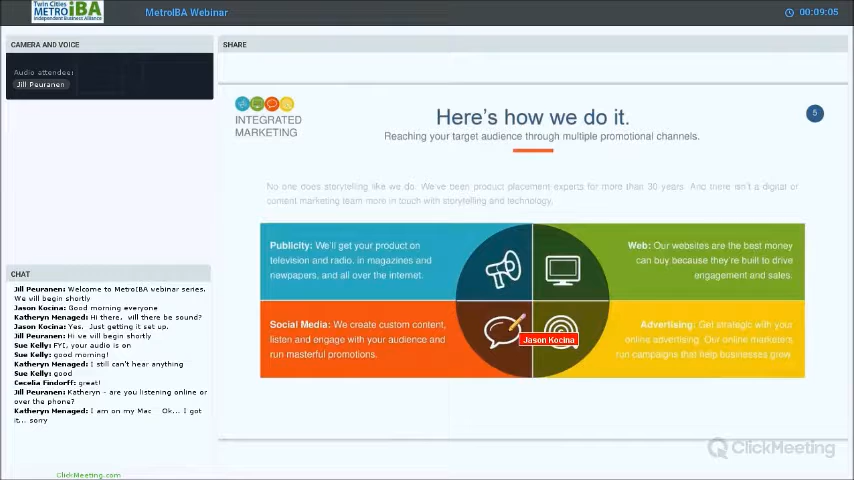 Twin Cities
METRO IBA
Independent Business Alliance
MetroIBA Webinar
00:09:05
CAMERA AND VOICE
SHARE
Audio attendee:
Jill Peuranen
INTEGRATED
MARKETING
Here's how we do it.
5
Reaching your target audience through multiple promotional channels.
No one does storytelling like we do. We've been product placement experts for more than 30 years. And there isn't a digital or
content marketing team more in touch with storytelling and technology.
Publicity: We'll get your product on
television and radio, in magazines and
newpapers, and all over the internet.
Web: Our websites are the best money
can buy because they're built to drive
engagement and sales.
Social Media: We create custom content,
listen and engage with your audience and
run masterful promotions.
Jason Kocina
Advertising: Get strategic with your
online advertising. Our online marketers
run campaigns that help businesses grow.
CHAT
Jill Peuranen: Welcome to MetroIBA webinar series.
We will begin shortly
Jason Kocina: Good morning everyone
Katheryn Menaged: Hi there, will there be sound?
Jason Kocina: Yes. Just getting it set up.
Jill Peuranen: Hi we will begin shortly
Sue Kelly: FYI, your audio is on
Sue Kelly: good morning!
Katheryn Menaged: I still can't hear anything
Sue Kelly: good
Cecelia Findorff: great!
Jill Peuranen: Katheryn - are you listening online or
over the phone?
Katheryn Menaged: I am on my Mac Ok... I got
it... sorry
ClickMeeting
ClickMeeting.com